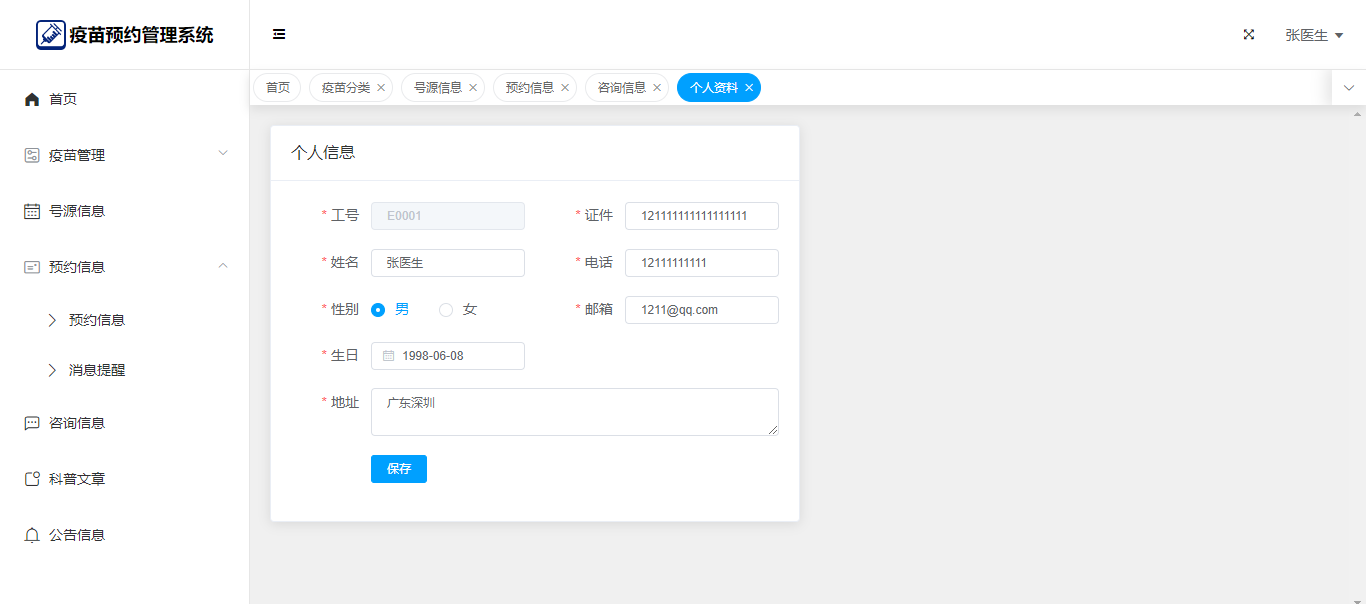 疫苗预约管理系统
张医生
首页
疫苗管理
号源信息
预约信息
预约信息
消息提醒
咨询信息
科普文章
公告信息
首页 疫苗分类 号源信息 预约信息 咨询信息 个人资料
个人信息
* 工号 E0001 * 证件 121111111111111111
* 姓名 张医生 * 电话 12111111111
* 性别 男 女 * 邮箱 1211@qq.com
* 生日 1998-06-08
* 地址 广东深圳
保存